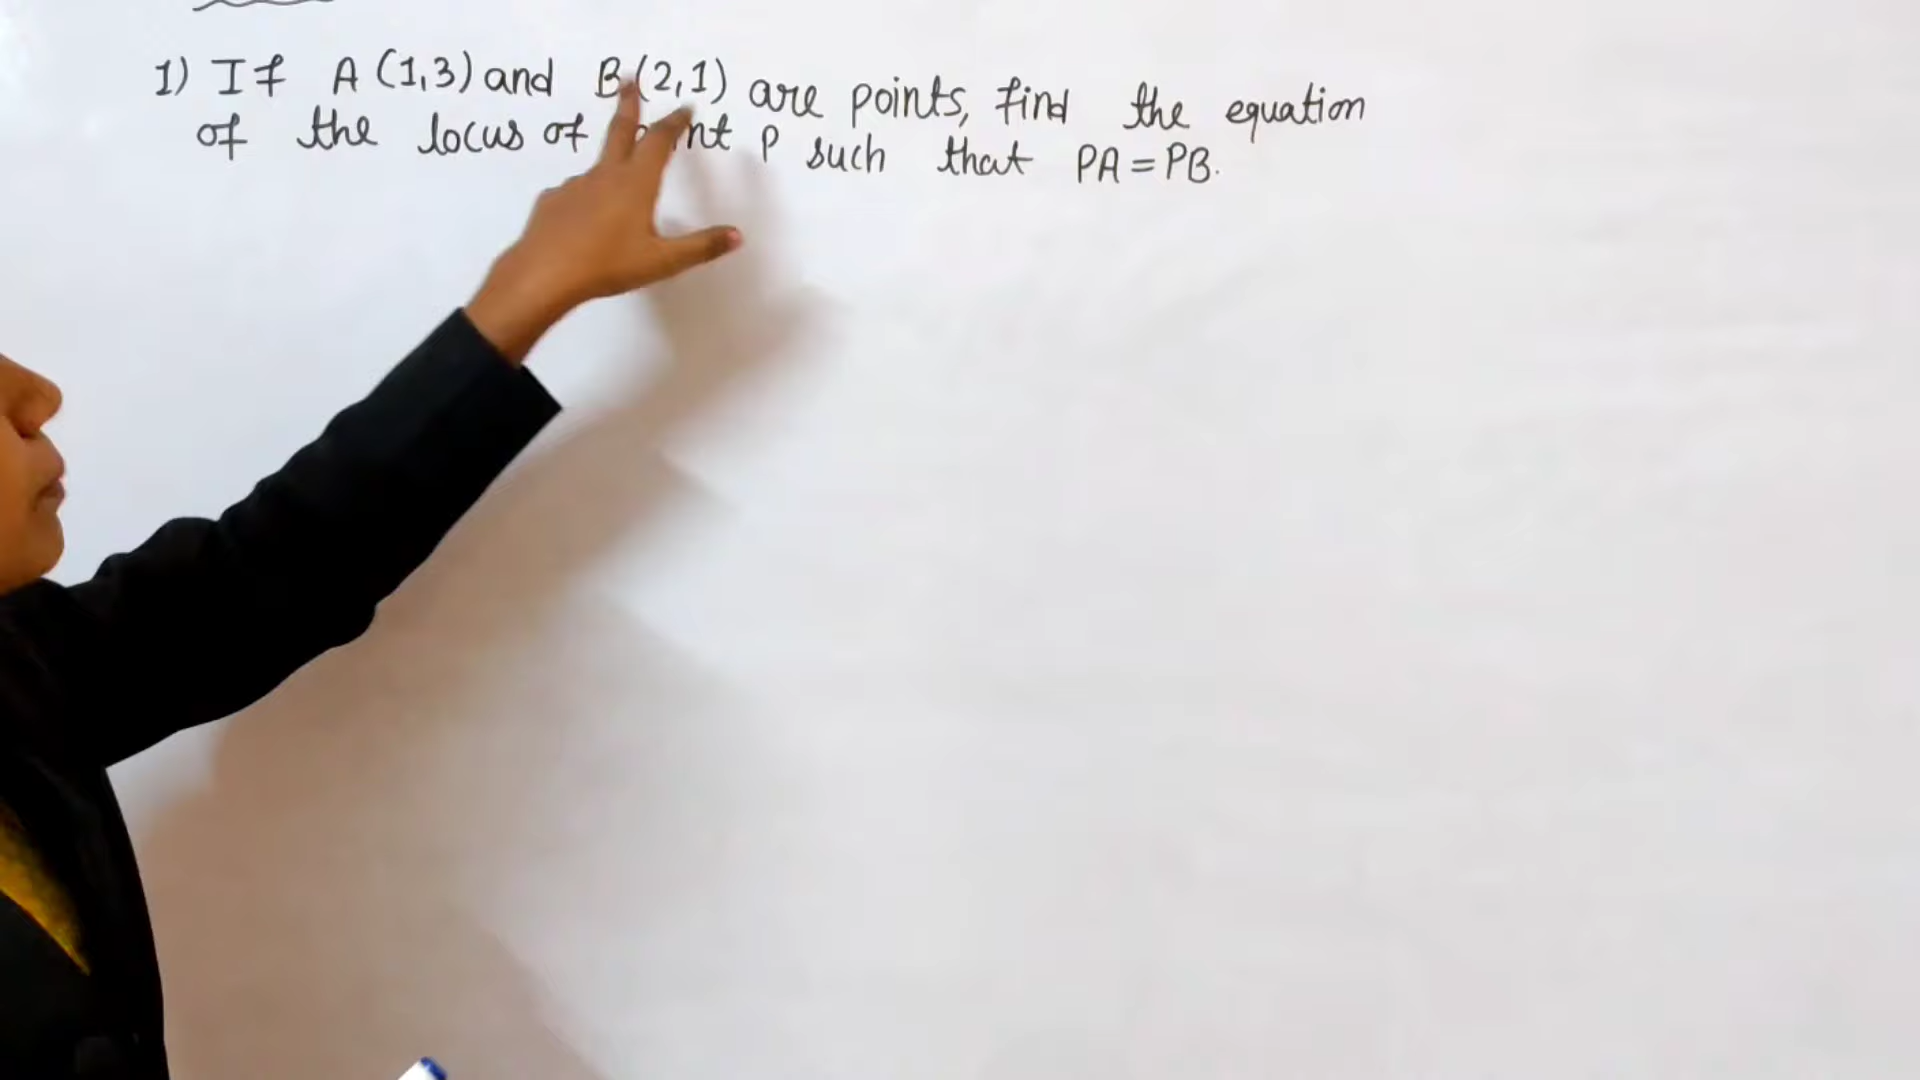 1) If A (1,3) and B (2,1) are points, find the equation
of the locus of P such that PA = PB.